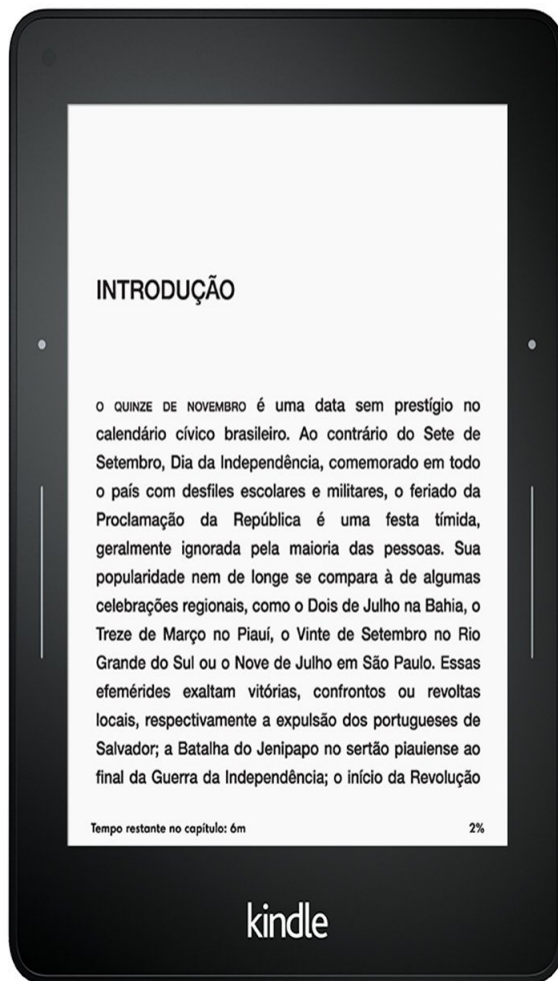 INTRODUÇÃO
O QUINZE DE NOVEMBRO é uma data sem prestígio no
calendário cívico brasileiro. Ao contrário do Sete de
Setembro, Dia da Independência, comemorado em todo
o país com desfiles escolares e militares, o feriado da
Proclamação da República é uma festa tímida,
geralmente ignorada pela maioria das pessoas. Sua
popularidade nem de longe se compara à de algumas
celebrações regionais, como o Dois de Julho na Bahia, o
Treze de Março no Piauí, o Vinte de Setembro no Rio
Grande do Sul ou o Nove de Julho em São Paulo. Essas
efemérides exaltam vitórias, confrontos ou revoltas
locais, respectivamente a expulsão dos portugueses de
Salvador; a Batalha do Jenipapo no sertão piauiense ao
final da Guerra da Independência; o início da Revolução
Tempo restante no capítulo: 6m 2%
kindle